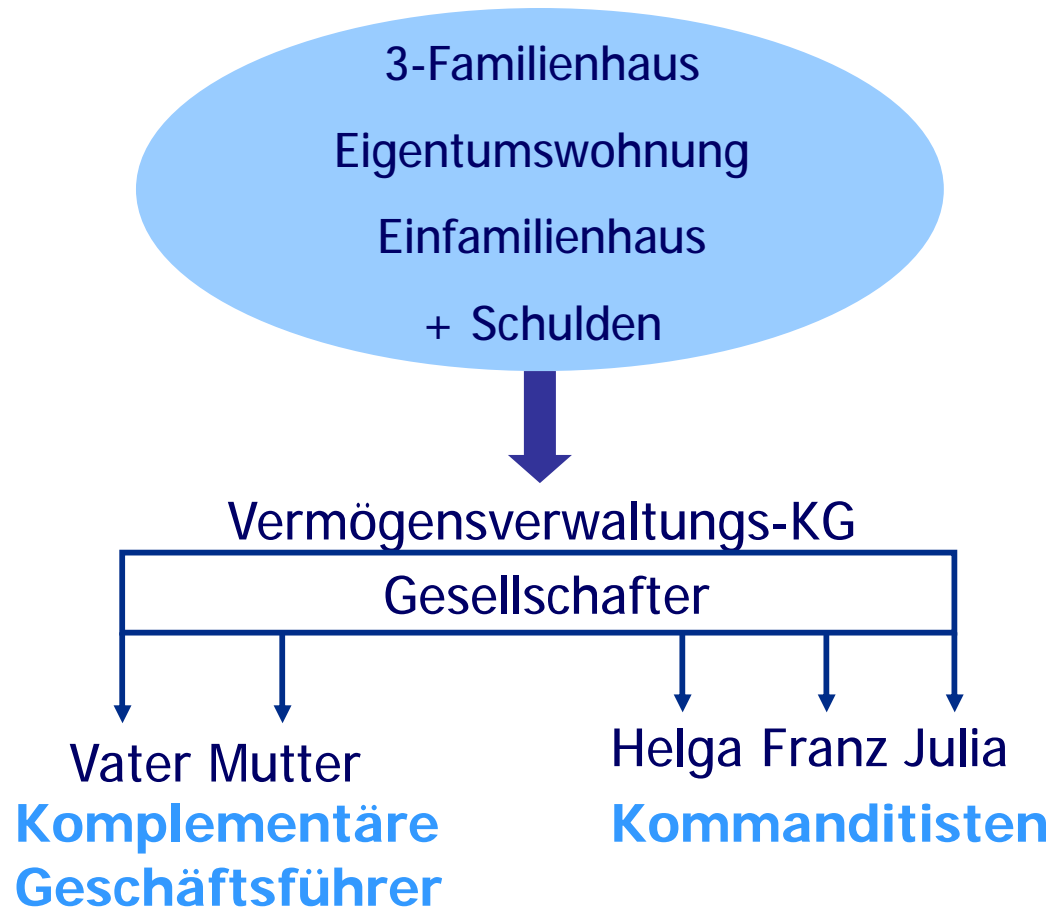 3-Familienhaus
Eigentumswohnung
Einfamilienhaus
+ Schulden
Vermögensverwaltungs-KG
Gesellschafter
Vater Mutter
Komplementäre
Geschäftsführer
Helga Franz Julia
Kommanditisten